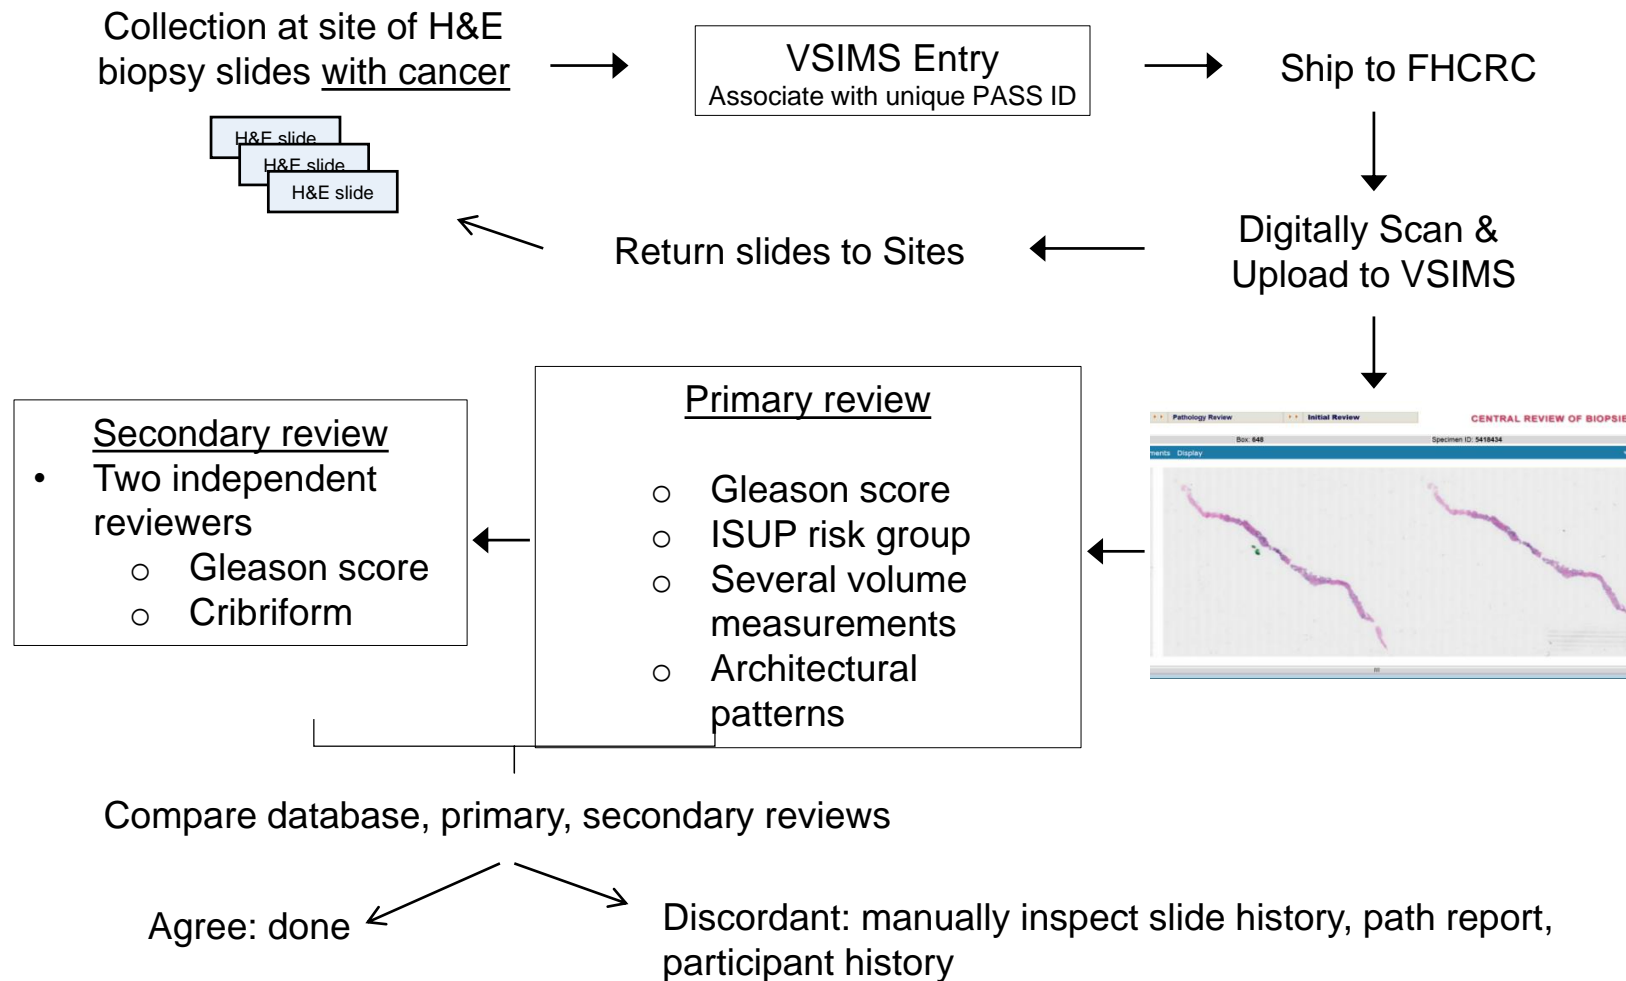 Collection at site of H&E
biopsy slides with cancer
VSIMS Entry
Associate with unique PASS ID
Ship to FHCRC
H&E slide
H&E slide
H&E slide
Return slides to Sites
Digitally Scan &
Upload to VSIMS
Secondary review
• Two independent
reviewers
o Gleason score
o Cribriform
Primary review
o Gleason score
o ISUP risk group
o Several volume
measurements
o Architectural
patterns
Pathology Review
Initial Review
CENTRAL REVIEW OF BIOPSIE
Box: 648
Specimen ID: 5418434
ments Display
Compare database, primary, secondary reviews
Agree: done
Discordant: manually inspect slide history, path report,
participant history